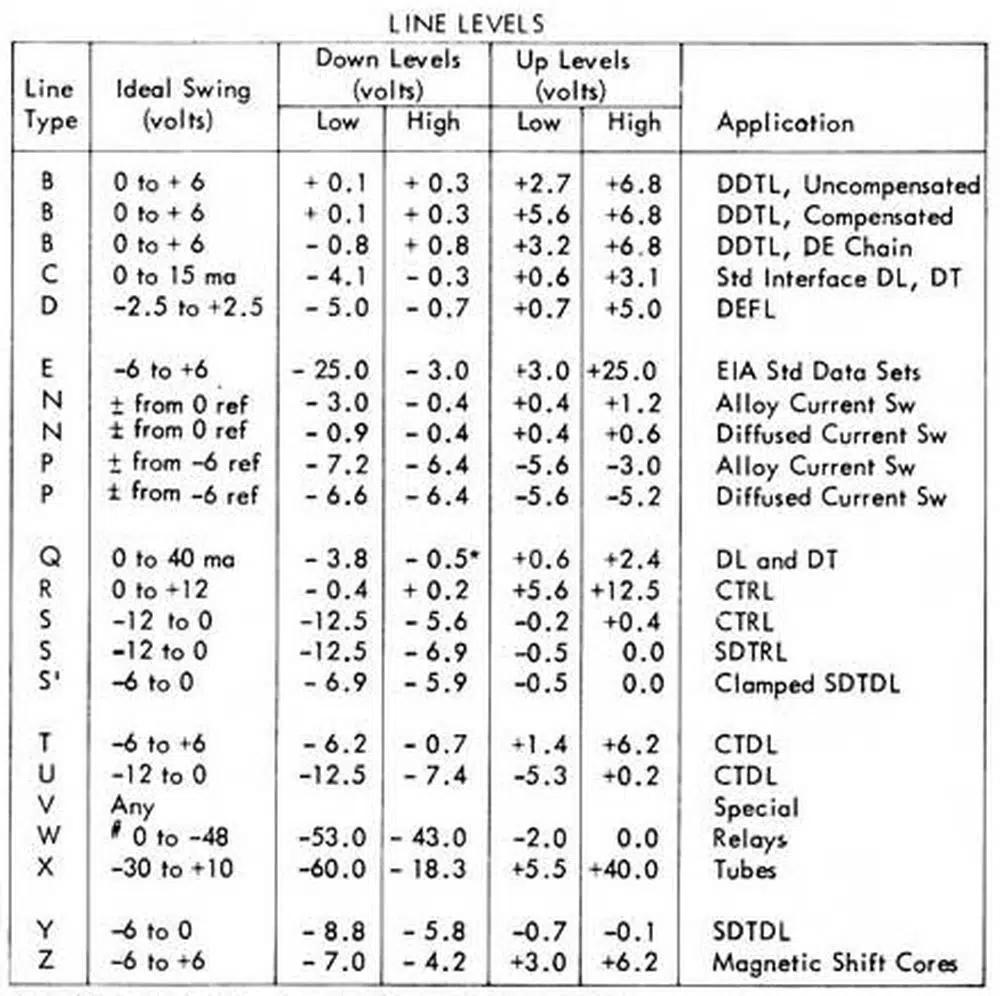 LINE LEVELS
Line Type | Ideal Swing (volts) | Down Levels (volts) Low | Down Levels (volts) High | Up Levels (volts) Low | Up Levels (volts) High | Application
B | 0 to + 6 | + 0.1 | + 0.3 | +2.7 | +6.8 | DDTL, Uncompensated
B | 0 to + 6 | + 0.1 | + 0.3 | +5.6 | +6.8 | DDTL, Compensated
B | 0 to + 6 | - 0.8 | + 0.8 | +3.2 | +6.8 | DDTL, DE Chain
C | 0 to 15 ma | - 4.1 | - 0.3 | +0.6 | +3.1 | Std Interface DL, DT
D | -2.5 to +2.5 | - 5.0 | - 0.7 | +0.7 | +5.0 | DEFL
E | -6 to +6 | - 25.0 | - 3.0 | +3.0 | +25.0 | EIA Std Data Sets
N | ± from 0 ref | - 3.0 | - 0.4 | +0.4 | +1.2 | Alloy Current Sw
N | ± from 0 ref | - 0.9 | - 0.4 | +0.4 | +0.6 | Diffused Current Sw
P | ± from -6 ref | - 7.2 | - 6.4 | -5.6 | -3.0 | Alloy Current Sw
P | ± from -6 ref | - 6.6 | - 6.4 | -5.6 | -5.2 | Diffused Current Sw
Q | 0 to 40 ma | - 3.8 | - 0.5* | +0.6 | +2.4 | DL and DT
R | 0 to +12 | - 0.4 | + 0.2 | +5.6 | +12.5 | CTRL
S | -12 to 0 | -12.5 | - 5.6 | -0.2 | +0.4 | CTRL
S | -12 to 0 | -12.5 | - 6.9 | -0.5 | 0.0 | SDTRL
S' | -6 to 0 | - 6.9 | - 5.9 | -0.5 | 0.0 | Clamped SDTDL
T | -6 to +6 | - 6.2 | - 0.7 | +1.4 | +6.2 | CTDL
U | -12 to 0 | -12.5 | - 7.4 | -5.3 | +0.2 | CTDL
V | Any | | | | | Special
W | # 0 to -48 | -53.0 | - 43.0 | -2.0 | 0.0 | Relays
X | -30 to +10 | -60.0 | - 18.3 | +5.5 | +40.0 | Tubes
Y | -6 to 0 | - 8.8 | - 5.8 | -0.7 | -0.1 | SDTDL
Z | -6 to +6 | - 7.0 | - 4.2 | +3.0 | +6.2 | Magnetic Shift Cores